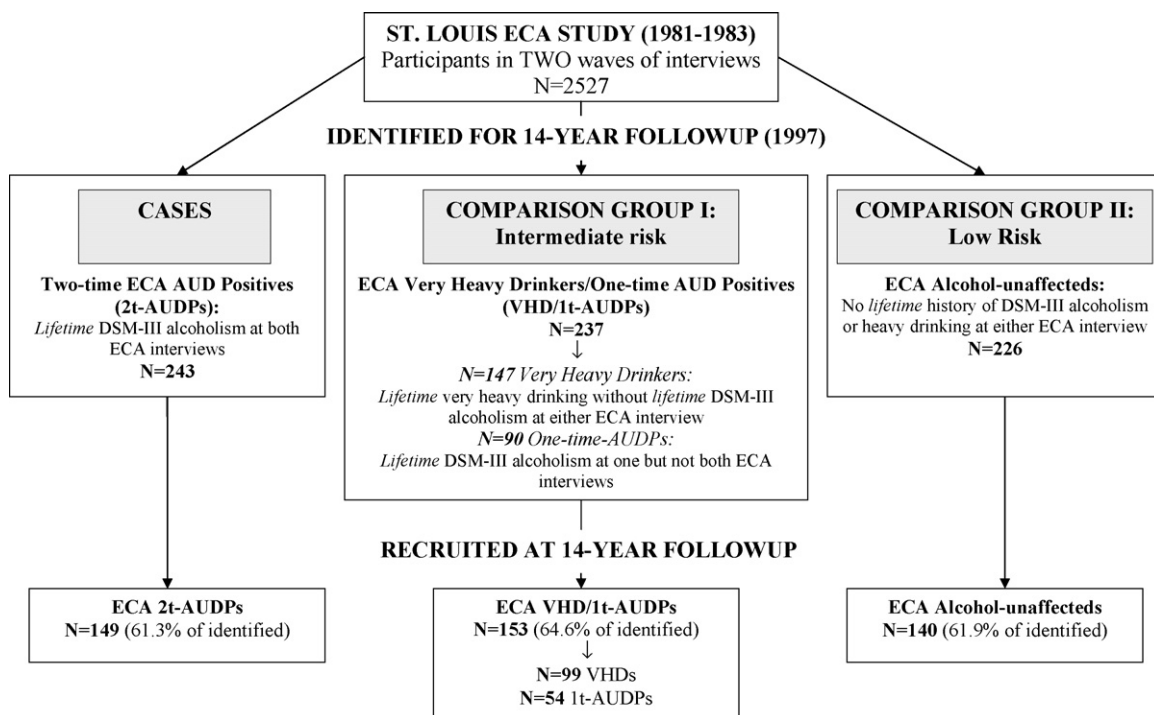 ST. LOUIS ECA STUDY (1981-1983)
Participants in TWO waves of interviews
N=2527
IDENTIFIED FOR 14-YEAR FOLLOWUP (1997)
CASES
Two-time ECA AUD Positives
(2t-AUDPs):
Lifetime DSM-III alcoholism at both
ECA interviews
N=243
COMPARISON GROUP I:
Intermediate risk
ECA Very Heavy Drinkers/One-time AUD Positives
(VHD/1t-AUDPs)
N=237
↓
N=147 Very Heavy Drinkers:
Lifetime very heavy drinking without lifetime DSM-III
alcoholism at either ECA interview
N=90 One-time-AUDPs:
Lifetime DSM-III alcoholism at one but not both ECA
interviews
COMPARISON GROUP II:
Low Risk
ECA Alcohol-unaffecteds:
No lifetime history of DSM-III alcoholism
or heavy drinking at either ECA interview
N=226
RECRUITED AT 14-YEAR FOLLOWUP
ECA 2t-AUDPs
N=149 (61.3% of identified)
ECA VHD/1t-AUDPs
N=153 (64.6% of identified)
↓
N=99 VHDs
N=54 1t-AUDPs
ECA Alcohol-unaffecteds
N=140 (61.9% of identified)